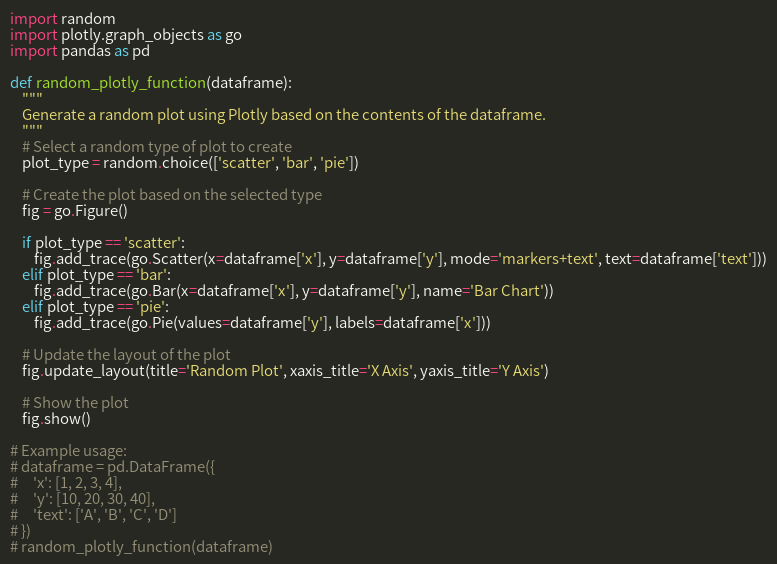 import random
import plotly.graph_objects as go
import pandas as pd

def random_plotly_function(dataframe):
    """
    Generate a random plot using Plotly based on the contents of the dataframe.
    """
    # Select a random type of plot to create
    plot_type = random.choice(['scatter', 'bar', 'pie'])

    # Create the plot based on the selected type
    fig = go.Figure()

    if plot_type == 'scatter':
        fig.add_trace(go.Scatter(x=dataframe['x'], y=dataframe['y'], mode='markers+text', text=dataframe['text']))
    elif plot_type == 'bar':
        fig.add_trace(go.Bar(x=dataframe['x'], y=dataframe['y'], name='Bar Chart'))
    elif plot_type == 'pie':
        fig.add_trace(go.Pie(values=dataframe['y'], labels=dataframe['x']))

    # Update the layout of the plot
    fig.update_layout(title='Random Plot', xaxis_title='X Axis', yaxis_title='Y Axis')

    # Show the plot
    fig.show()

# Example usage:
# dataframe = pd.DataFrame({
#     'x': [1, 2, 3, 4],
#     'y': [10, 20, 30, 40],
#     'text': ['A', 'B', 'C', 'D']
# })
# random_plotly_function(dataframe)